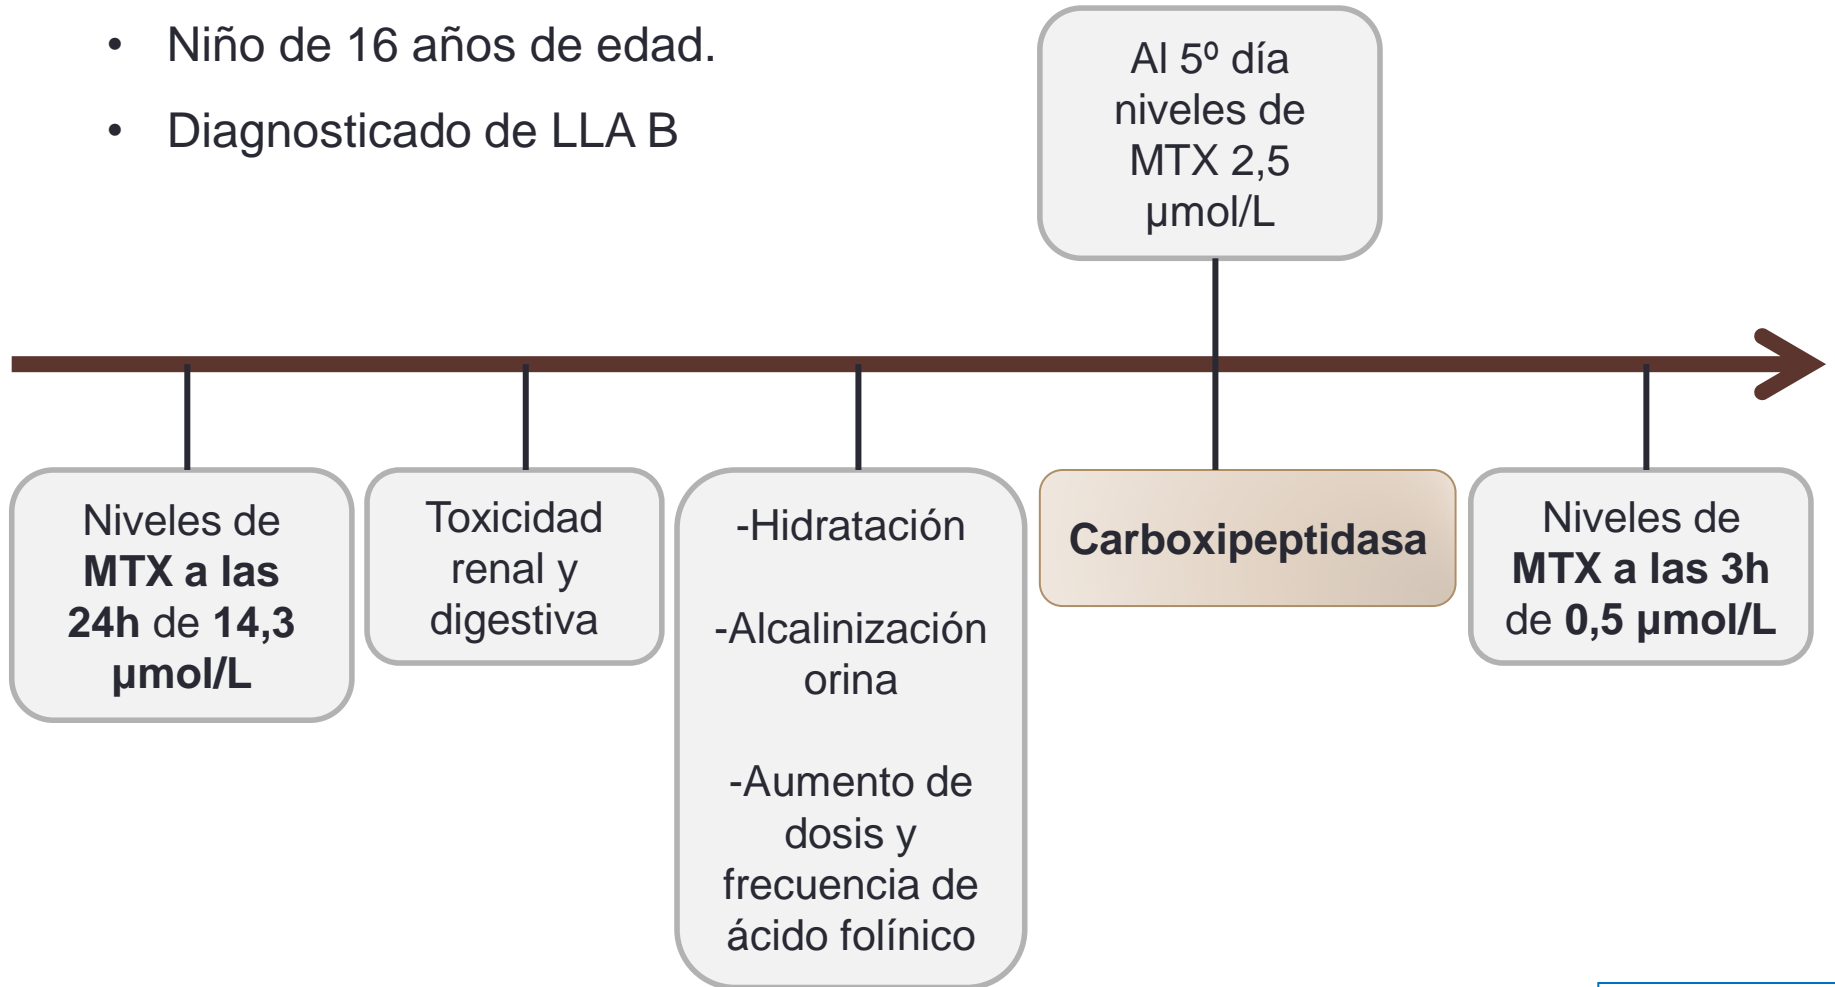 • Niño de 16 años de edad.
• Diagnosticado de LLA B
Al 5º día
niveles de
MTX 2,5
µmol/L
Niveles de
MTX a las
24h de 14,3
µmol/L
Toxicidad
renal y
digestiva
-Hidratación
-Alcalinización
orina
-Aumento de
dosis y
frecuencia de
ácido folínico
Carboxipeptidasa
Niveles de
MTX a las 3h
de 0,5 µmol/L